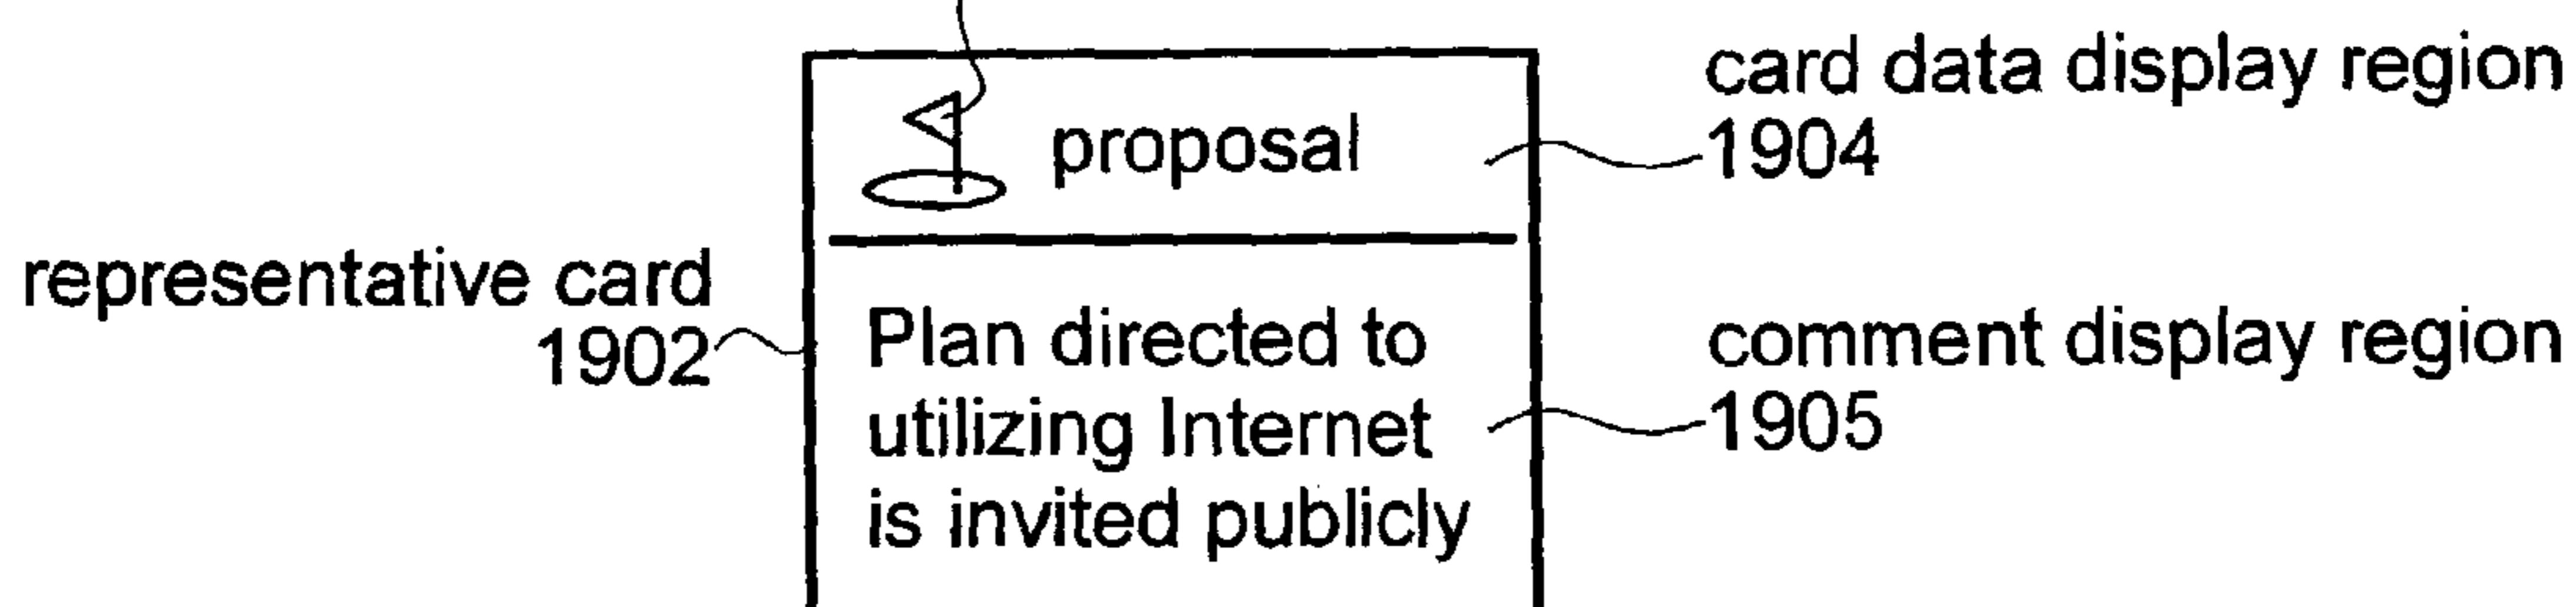 card data display region
1904
proposal
representative card
1902
Plan directed to
utilizing Internet
is invited publicly
comment display region
1905